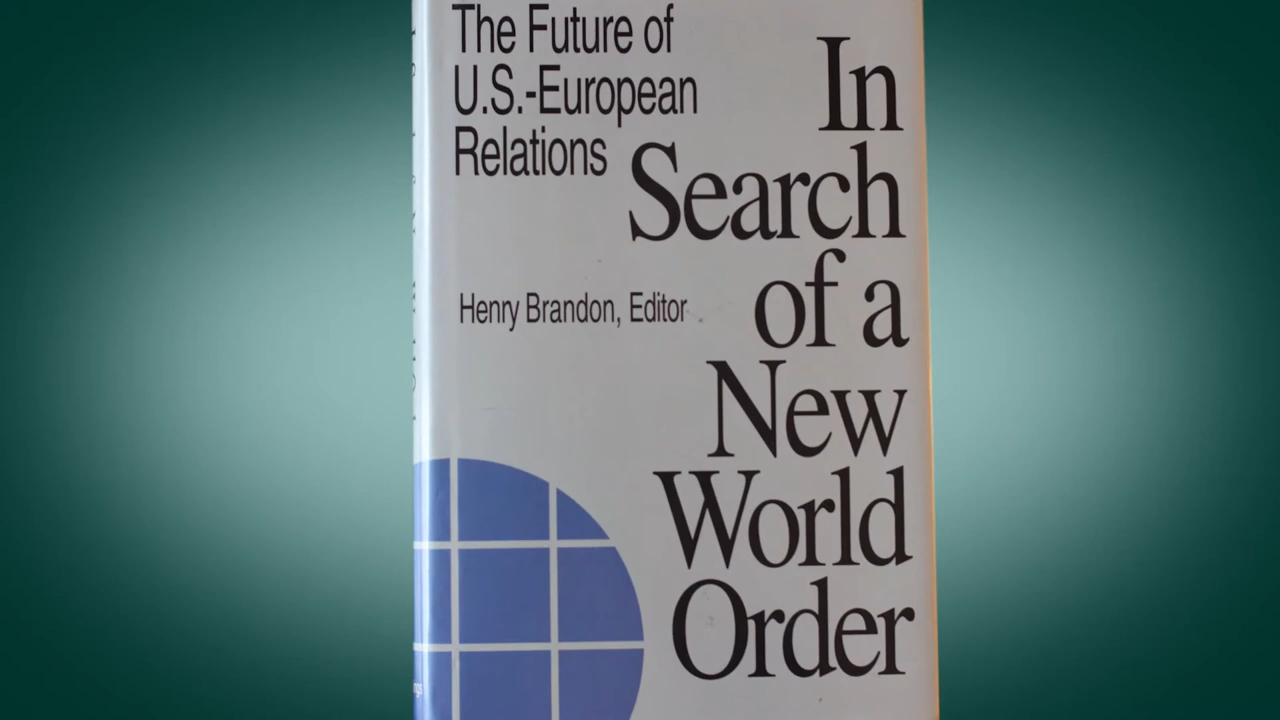 The Future of
U.S.-European
Relations
In
Search
of a
New
World
Order
Henry Brandon, Editor